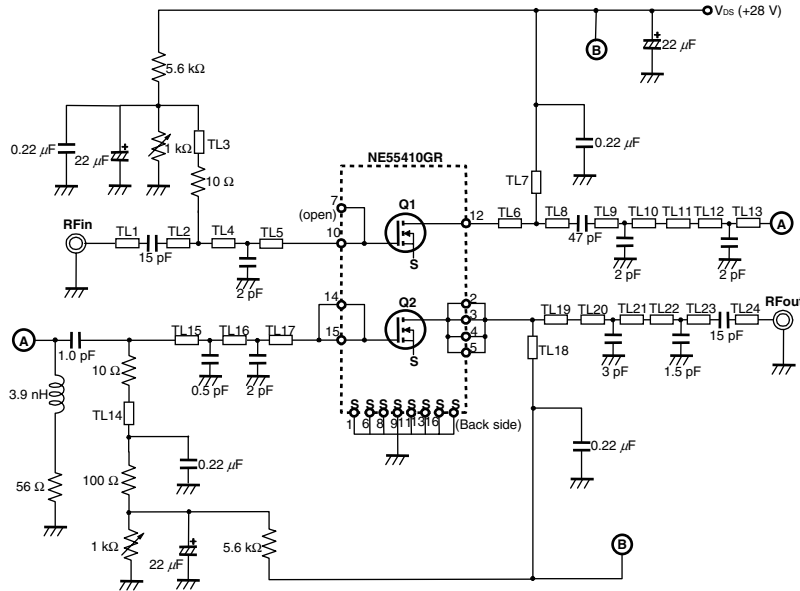 VDS (+28 V)
B
22 μF
5.6 kΩ
0.22 μF
22 μF
1 kΩ
TL3
10 Ω
0.22 μF
NE55410GR
TL7
7
(open)
Q1
12
TL6
TL8
TL9
TL10
TL11
TL12
TL13
A
RFin
TL1
TL2
TL4
TL5
10
47 pF
15 pF
S
2 pF
2 pF
2 pF
14
Q2
2
3
4
5
TL19
TL20
TL21
TL22
TL23
TL24
RFout
A
TL15
TL16
TL17
15
1.0 pF
15 pF
TL18
10 Ω
S
3 pF
1.5 pF
3.9 nH
0.5 pF
2 pF
TL14
S S S S S S S S
1 6 8 9 11 13 16
(Back side)
0.22 μF
0.22 μF
100 Ω
56 Ω
1 kΩ
22 μF
5.6 kΩ
B